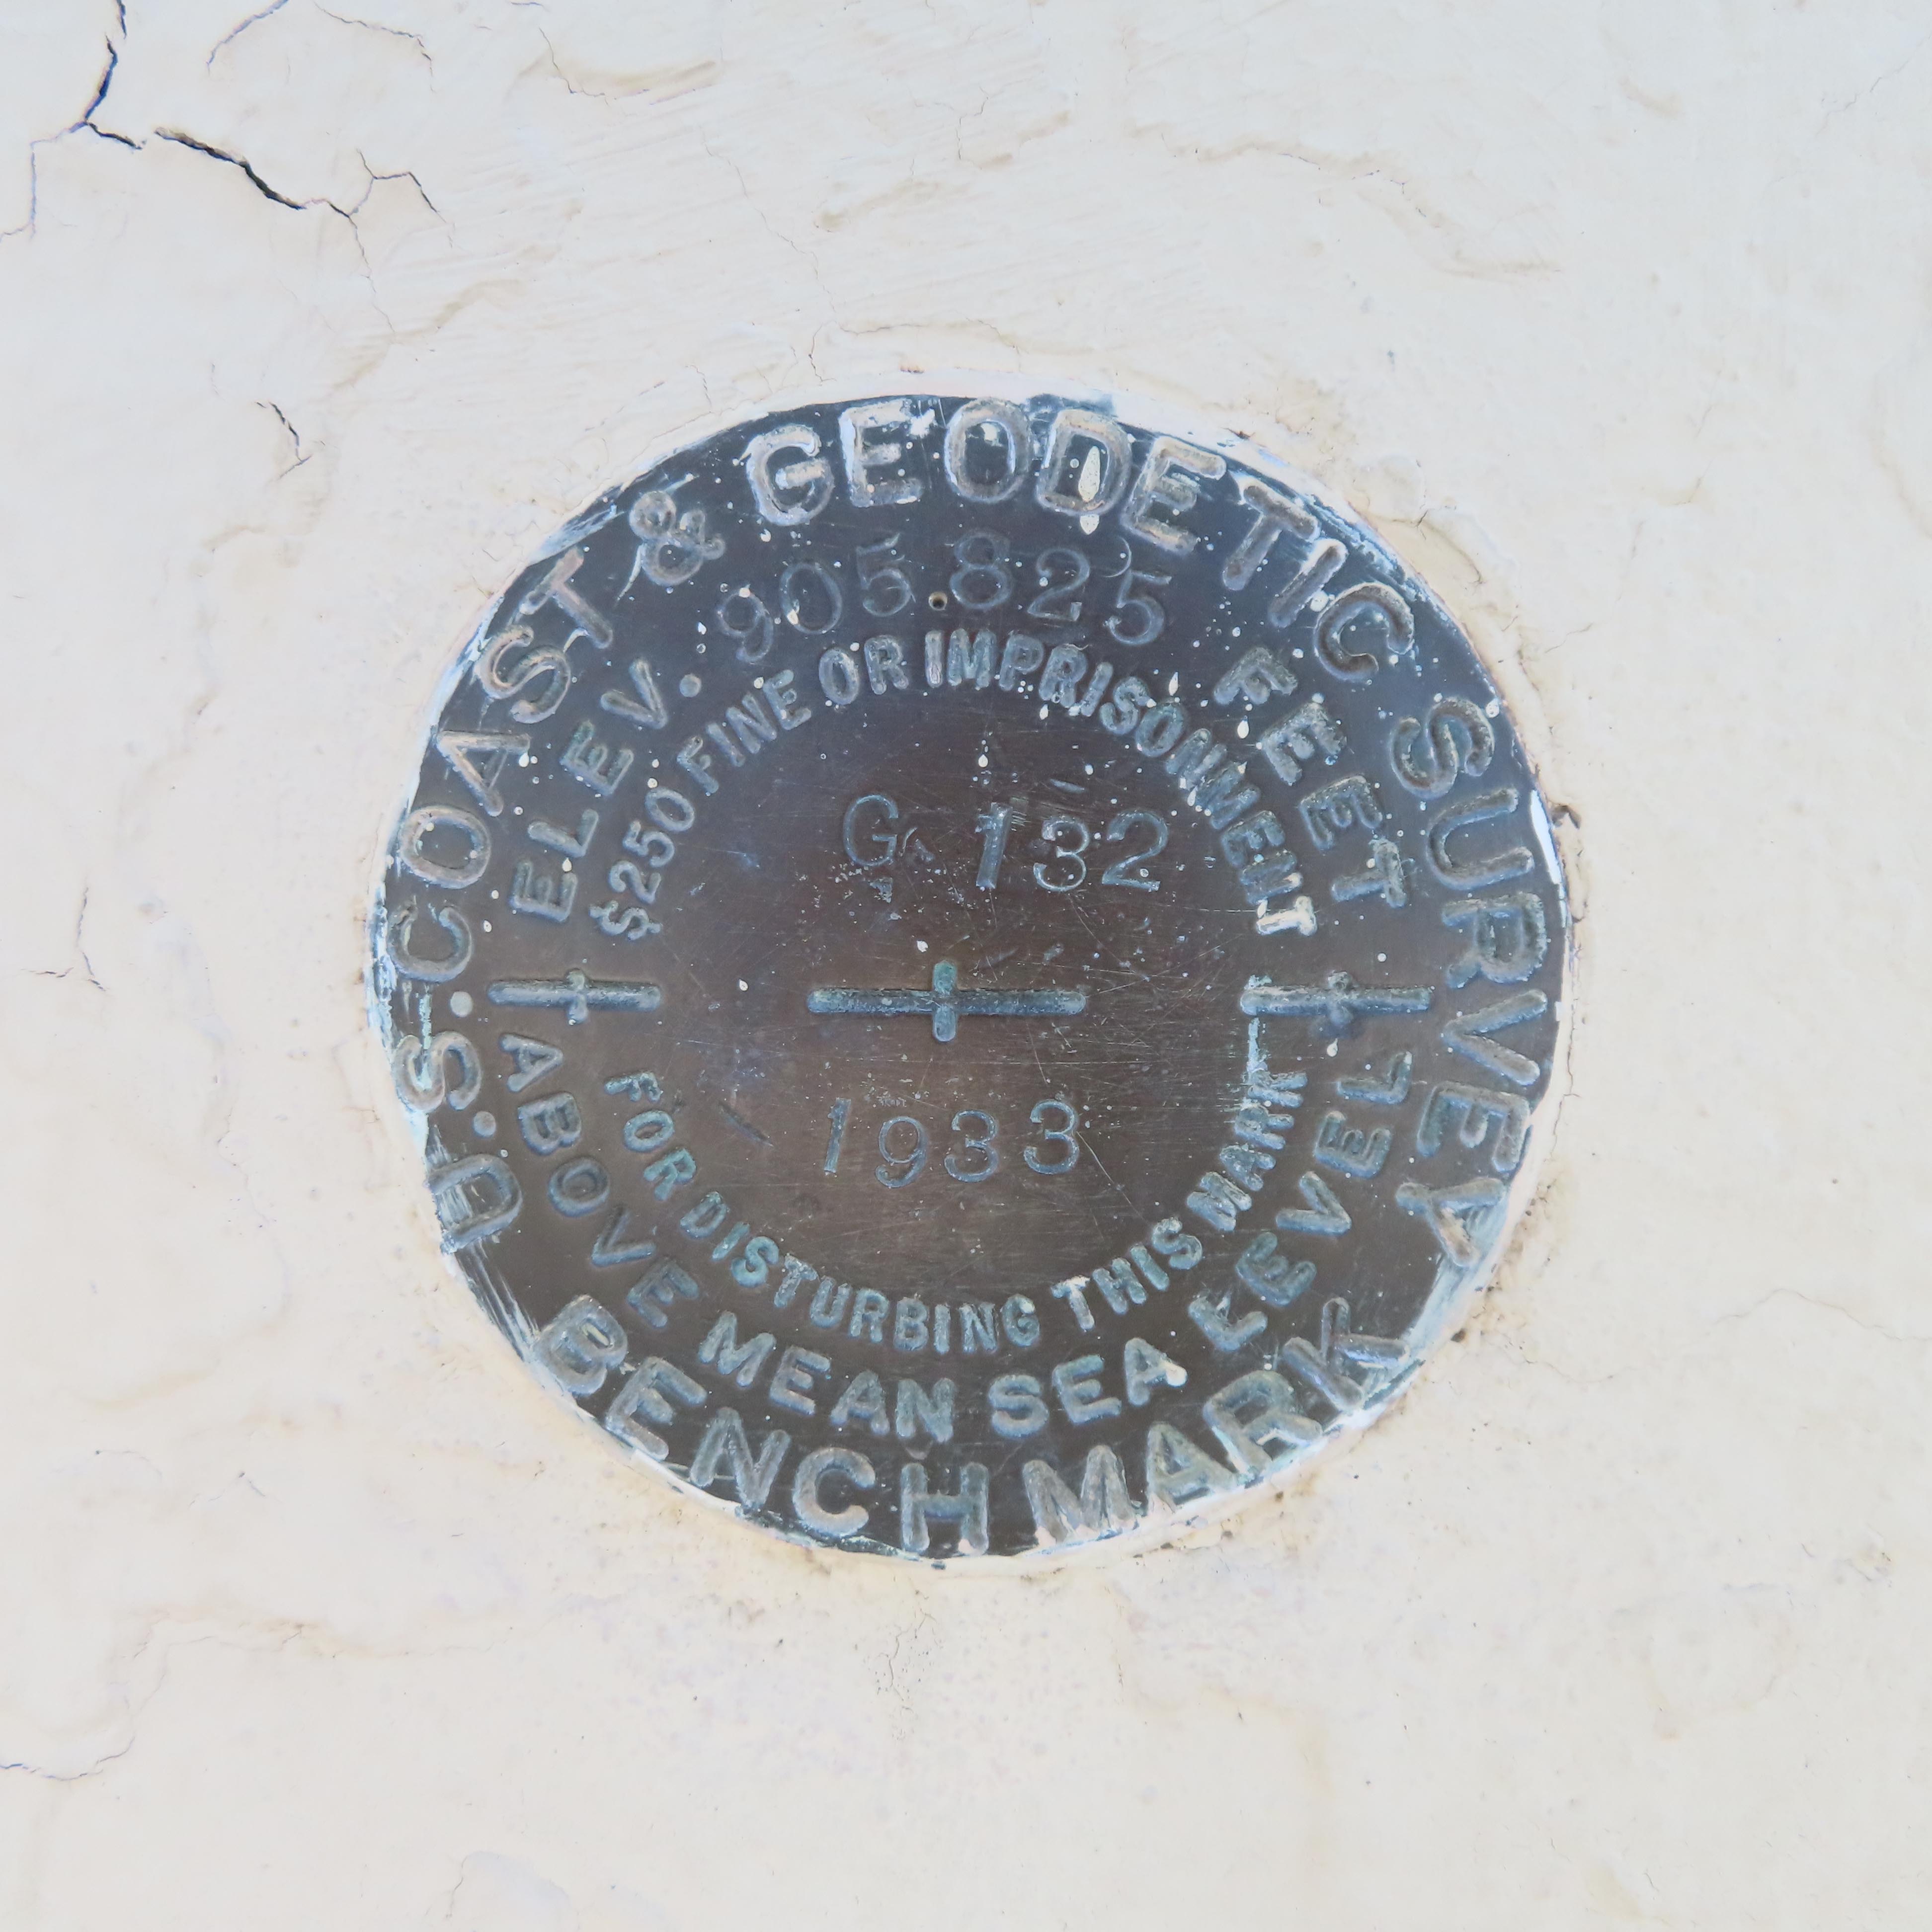 U.S. COAST & GEODETIC SURVEY
ELEV. 905.825 FEET
$250 FINE OR IMPRISONMENT
G 132
1933
FOR DISTURBING THIS MARK
ABOVE MEAN SEA LEVEL
BENCH MARK